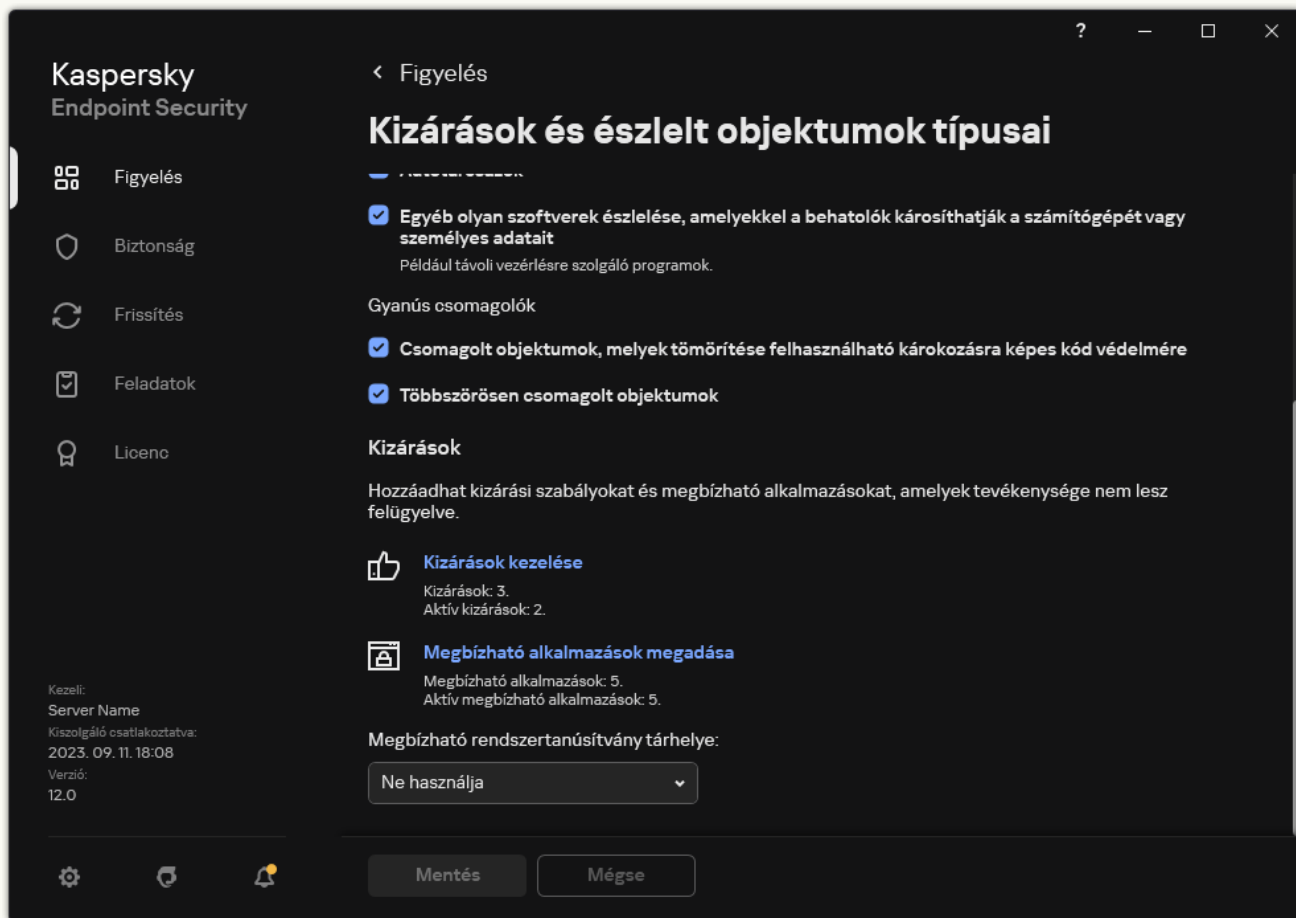 ?
Kaspersky
Endpoint Security
Figyelés
Kizárások és észlelt objektumok típusai
Figyelés
Biztonság
Frissítés
Feladatok
Licenc
Egyéb olyan szoftverek észlelése, amelyekkel a behatolók károsíthatják a számítógépét vagy
személyes adatait
Például távoli vezérlésre szolgáló programok.
Gyanús csomagolók
Csomagolt objektumok, melyek tömörítése felhasználható károkozásra képes kód védelmére
Többszörösen csomagolt objektumok
Kizárások
Hozzáadhat kizárási szabályokat és megbízható alkalmazásokat, amelyek tevékenysége nem lesz
felügyelve.
Kizárások kezelése
Kizárások: 3.
Aktív kizárások: 2.
Megbízható alkalmazások megadása
Megbízható alkalmazások: 5.
Aktív megbízható alkalmazások: 5.
Megbízható rendszertanúsítvány tárhelye:
Ne használja
Kezeli:
Server Name
Kiszolgáló csatlakoztatva:
2023. 09. 11. 18:08
Verzió:
12.0
Mentés
Mégse